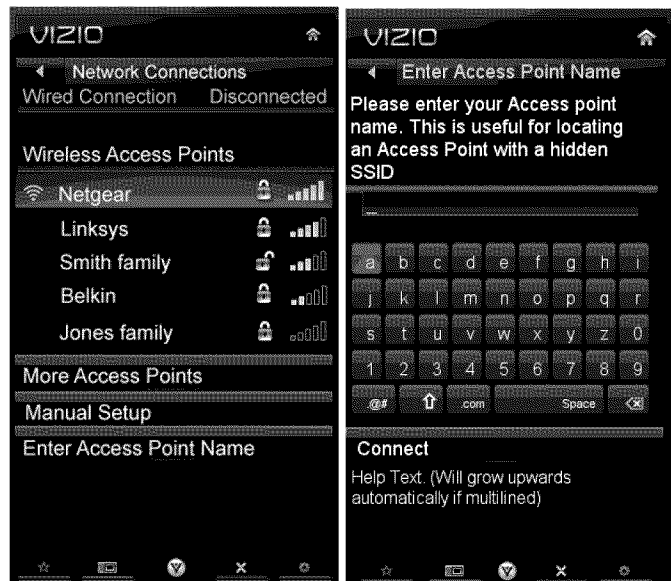 VIZIO
Network Connections
Wired Connection Disconnected
Wireless Access Points
Netgear
Linksys
Smith family
Belkin
Jones family
More Access Points
Manual Setup
Enter Access Point Name
VIZIO
Enter Access Point Name
Please enter your Access point
name. This is useful for locating
an Access Point with a hidden
SSID
a b c d e f g h i
j k l m n o p q r
s t u v w x y z 0
1 2 3 4 5 6 7 8 9
.@# .com Space
Connect
Help Text. (Will grow upwards
automatically if multilined)